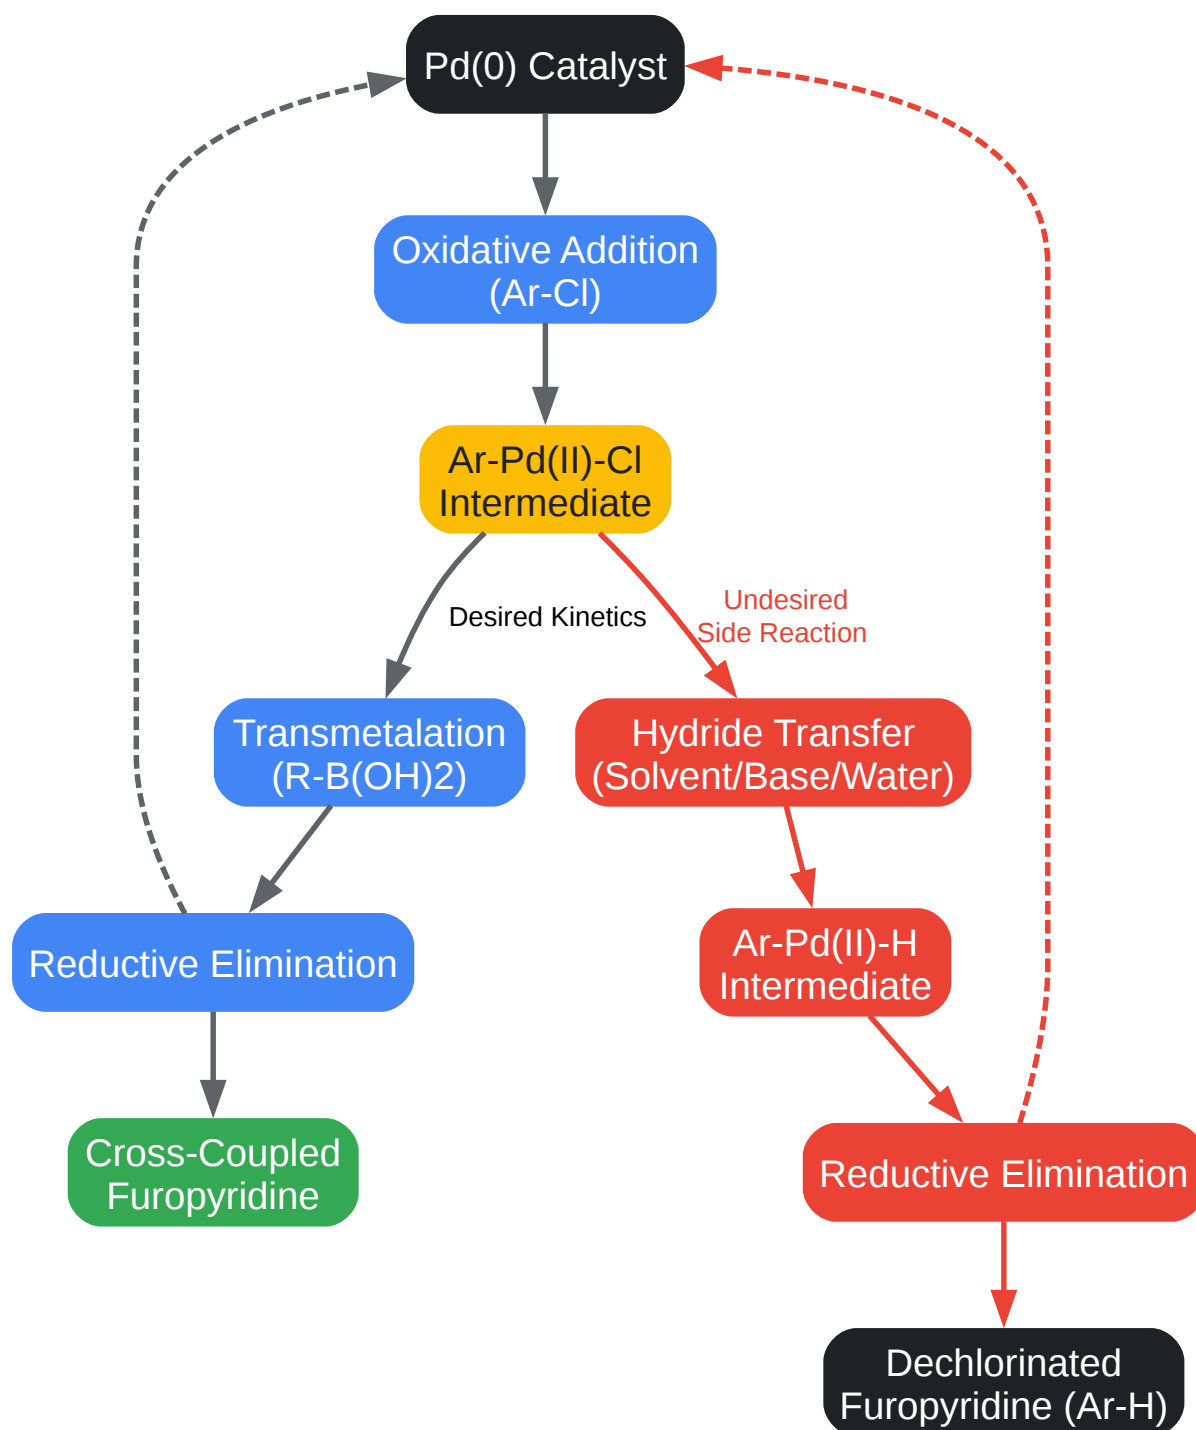 Pd(0) Catalyst
Oxidative Addition
(Ar-Cl)
Ar-Pd(II)-Cl
Intermediate
Desired Kinetics
Undesired
Side Reaction
Transmetalation
(R-B(OH)2)
Hydride Transfer
(Solvent/Base/Water)
Reductive Elimination
Ar-Pd(II)-H
Intermediate
Cross-Coupled
Furopyridine
Reductive Elimination
Dechlorinated
Furopyridine (Ar-H)